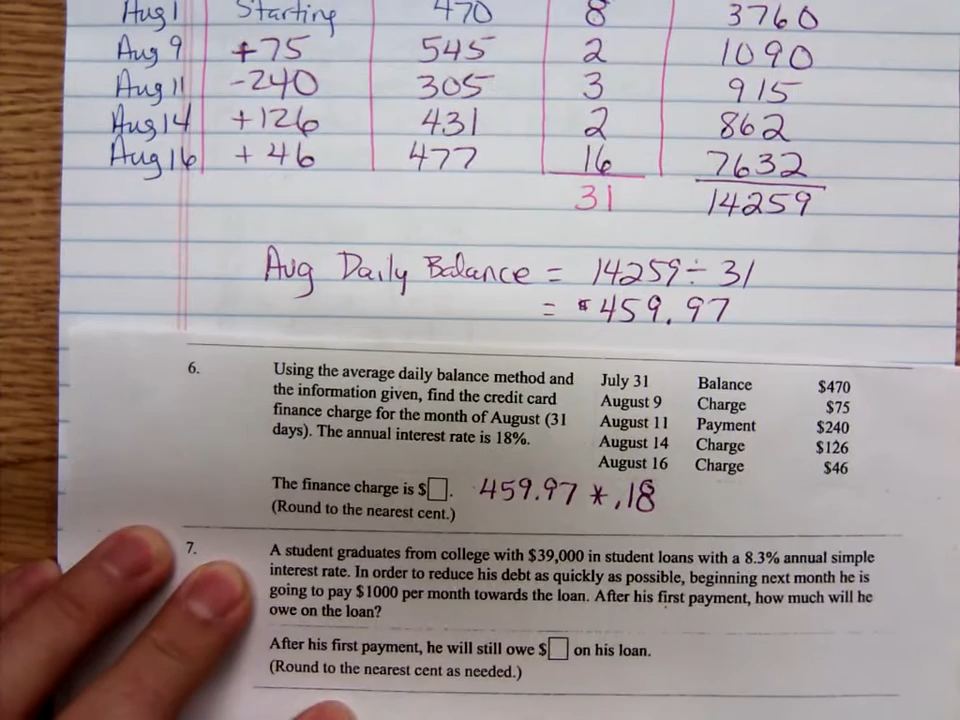 Aug 1 Starting 470 8 3760
Aug 9 +75 545 2 1090
Aug 11 -240 305 3 915
Aug 14 +126 431 2 862
Aug 16 + 46 477 16 7632
31 14259
Aug Daily Balance = 14259 ÷ 31
= $459.97
6. Using the average daily balance method and July 31 Balance $470
the information given, find the credit card August 9 Charge $75
finance charge for the month of August (31 August 11 Payment $240
days). The annual interest rate is 18%. August 14 Charge $126
August 16 Charge $46
The finance charge is $□. 459.97 * .18
(Round to the nearest cent.)
7. A student graduates from college with $39,000 in student loans with a 8.3% annual simple
interest rate. In order to reduce his debt as quickly as possible, beginning next month he is
going to pay $1000 per month towards the loan. After his first payment, how much will he
owe on the loan?
After his first payment, he will still owe $□ on his loan.
(Round to the nearest cent as needed.)